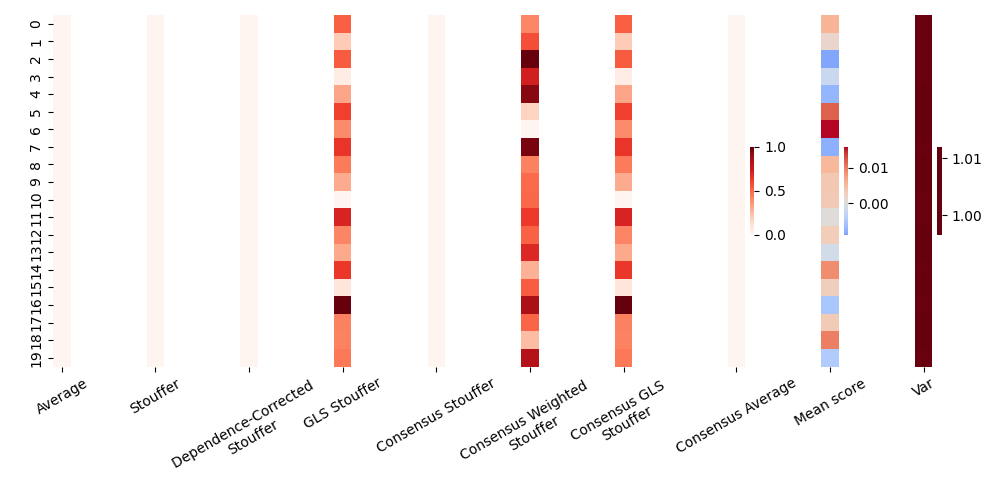 0
1
2
3
4
5
6
7
8
9
10
11
12
13
14
15
16
17
18
19
1.0
0.5
0.0
0.01
0.00
1.01
1.00
Average
Stouffer
Dependence-Corrected
Stouffer
GLS Stouffer
Consensus Stouffer
Consensus Weighted
Stouffer
Consensus GLS
Stouffer
Consensus Average
Mean score
Var